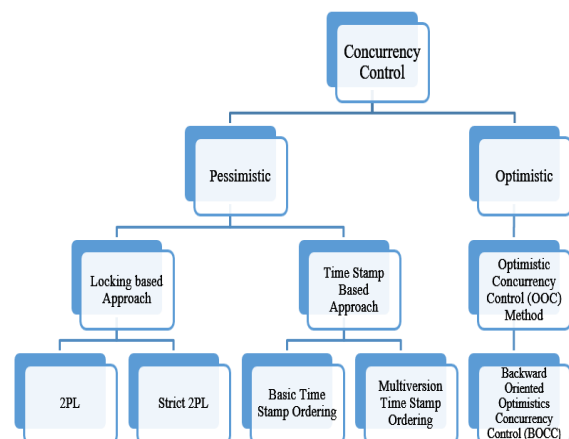 Concurrency
Control
Pessimistic
Optimistic
Locking based
Approach
Time Stamp
Based
Approach
Optimistic
Concurrency
Control (OOC)
Method
2PL
Strict 2PL
Basic Time
Stamp Ordering
Multiversion
Time Stamp
Ordering
Backward
Oriented
Optimistics
Concurrency
Control (BOCC)